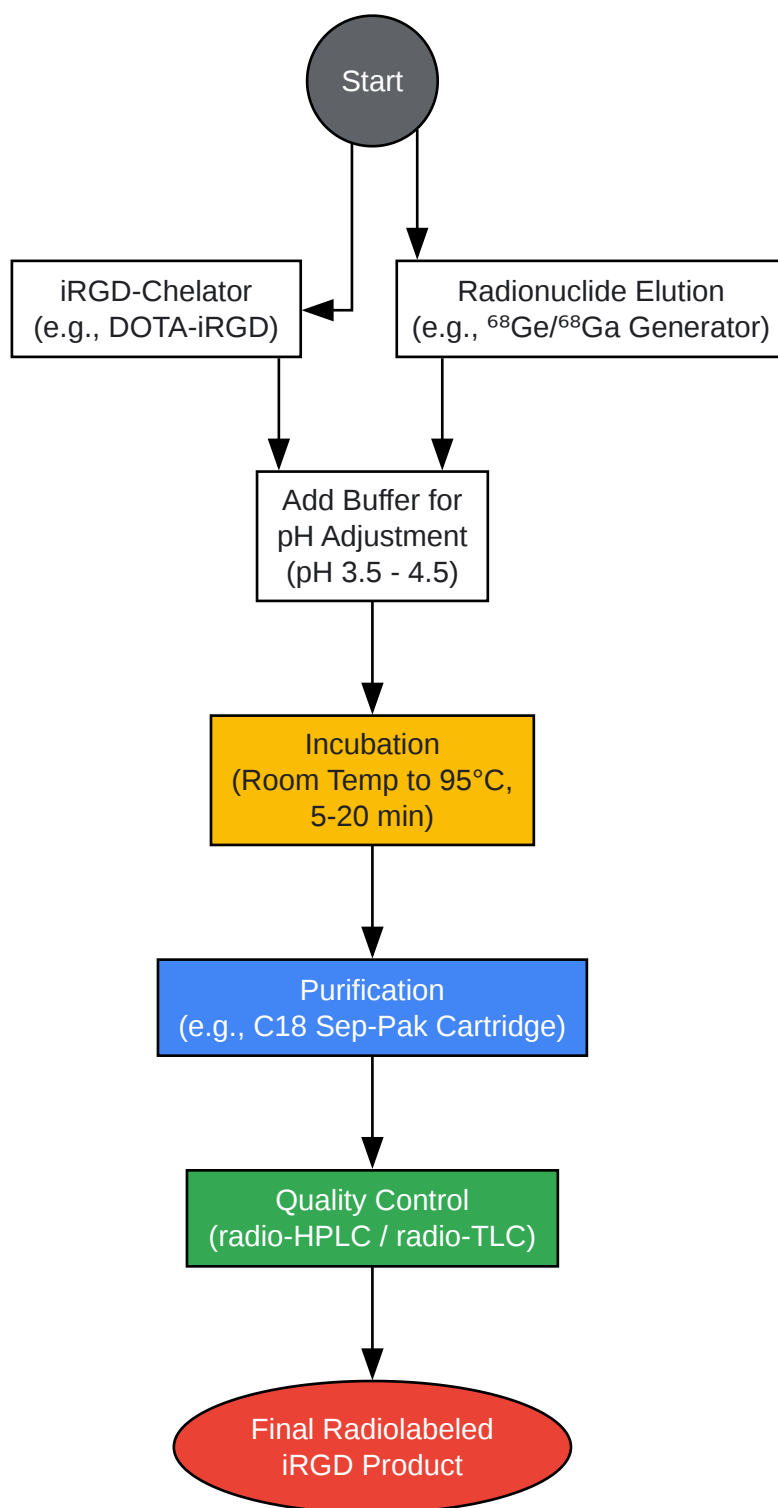 Start
iRGD-Chelator
(e.g., DOTA-iRGD)
Radionuclide Elution
(e.g., ⁶⁸Ge/⁶⁸Ga Generator)
Add Buffer for
pH Adjustment
(pH 3.5 - 4.5)
Incubation
(Room Temp to 95°C,
5-20 min)
Purification
(e.g., C18 Sep-Pak Cartridge)
Quality Control
(radio-HPLC / radio-TLC)
Final Radiolabeled
iRGD Product